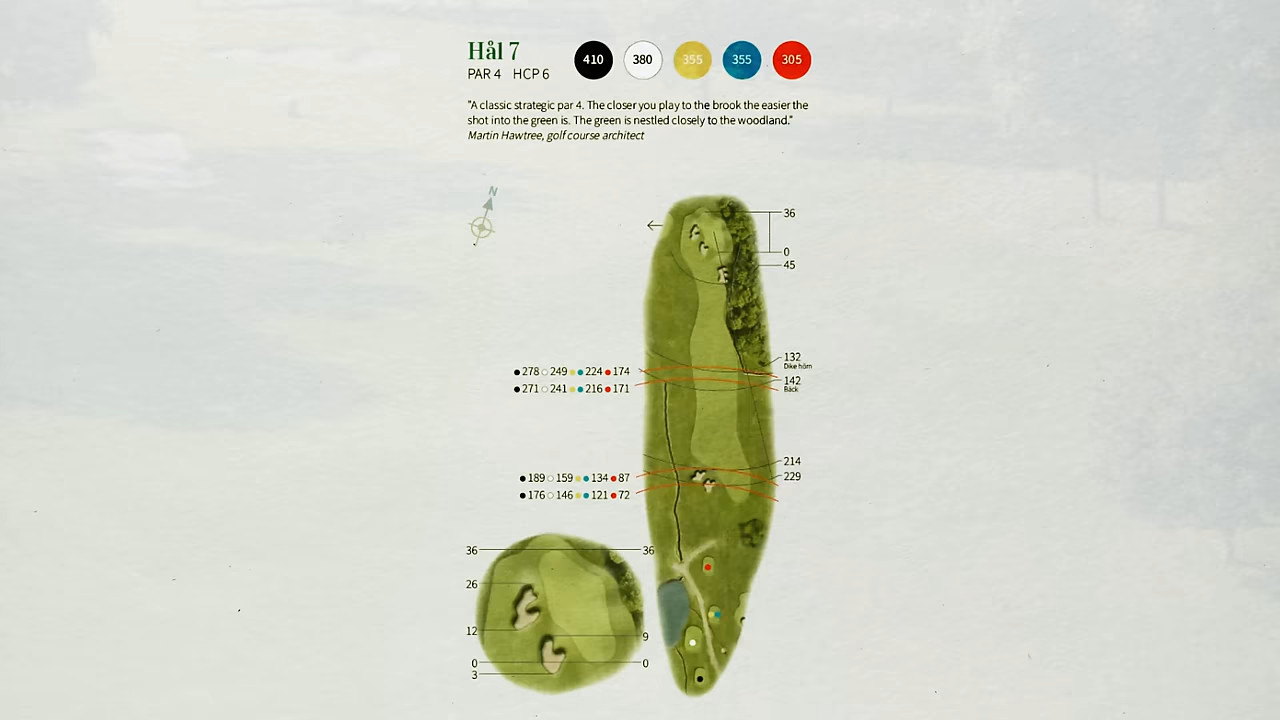 Hål 7
PAR 4 HCP 6
410 380 355 355 305
"A classic strategic par 4. The closer you play to the brook the easier the
shot into the green is. The green is nestled closely to the woodland."
Martin Hawtree, golf course architect
N
36
0
45
132
Dike hörn
278 249 224 174
142
Bäck
271 241 216 171
214
229
189 159 134 87
176 146 121 72
36 36
26
12 9
0 0
3